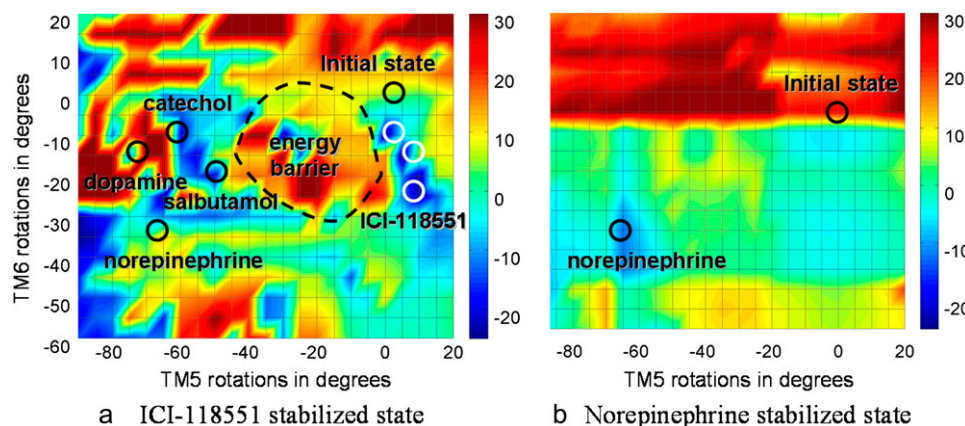 20
10
0
-10
-20
-30
-40
-50
-60
TM6 rotations in degrees
-80 -60 -40 -20 0 20
TM5 rotations in degrees
Initial state
catechol
energy
barrier
dopamine
salbutamol
ICI-118551
norepinephrine
30
20
10
0
-10
-20
a ICI-118551 stabilized state
Initial state
norepinephrine
-80 -60 -40 -20 0 20
TM5 rotations in degrees
30
20
10
0
-10
-20
b Norepinephrine stabilized state